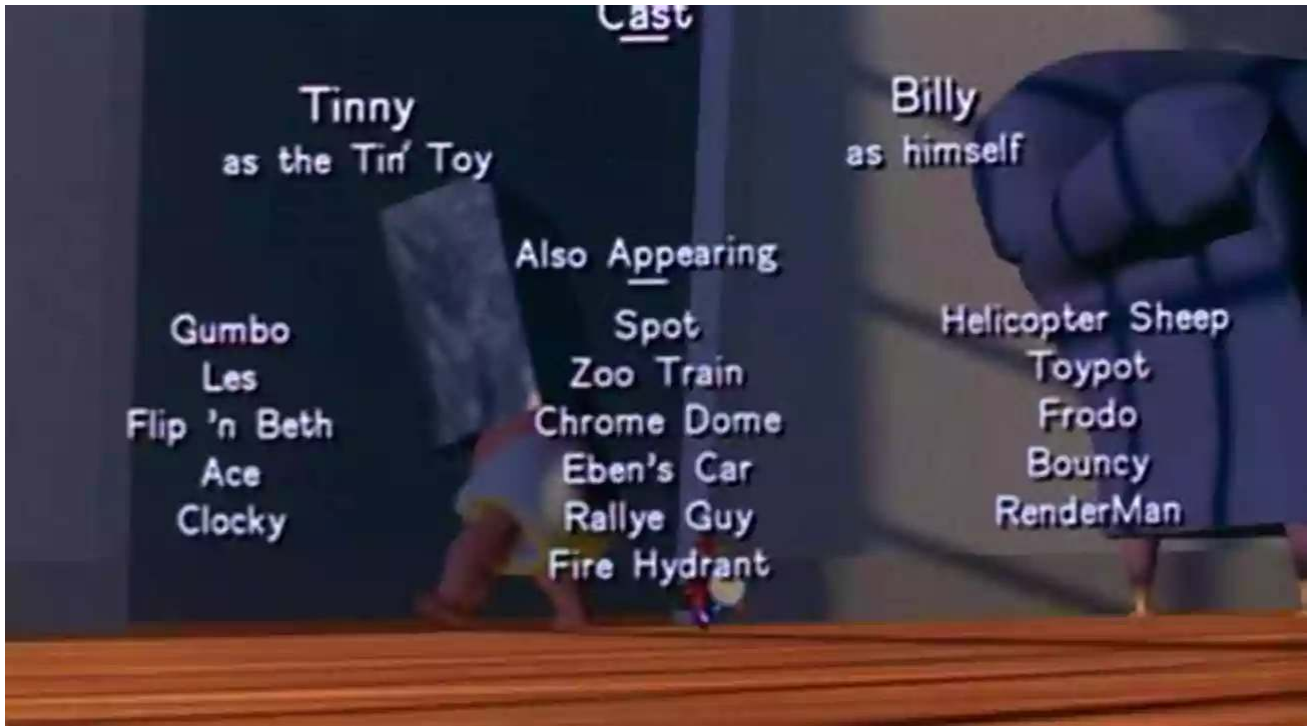 Cast
Tinny
as the Tin Toy
Billy
as himself
Also Appearing
Gumbo
Les
Flip 'n Beth
Ace
Clocky
Spot
Zoo Train
Chrome Dome
Eben's Car
Rallye Guy
Fire Hydrant
Helicopter Sheep
Toypot
Frodo
Bouncy
RenderMan